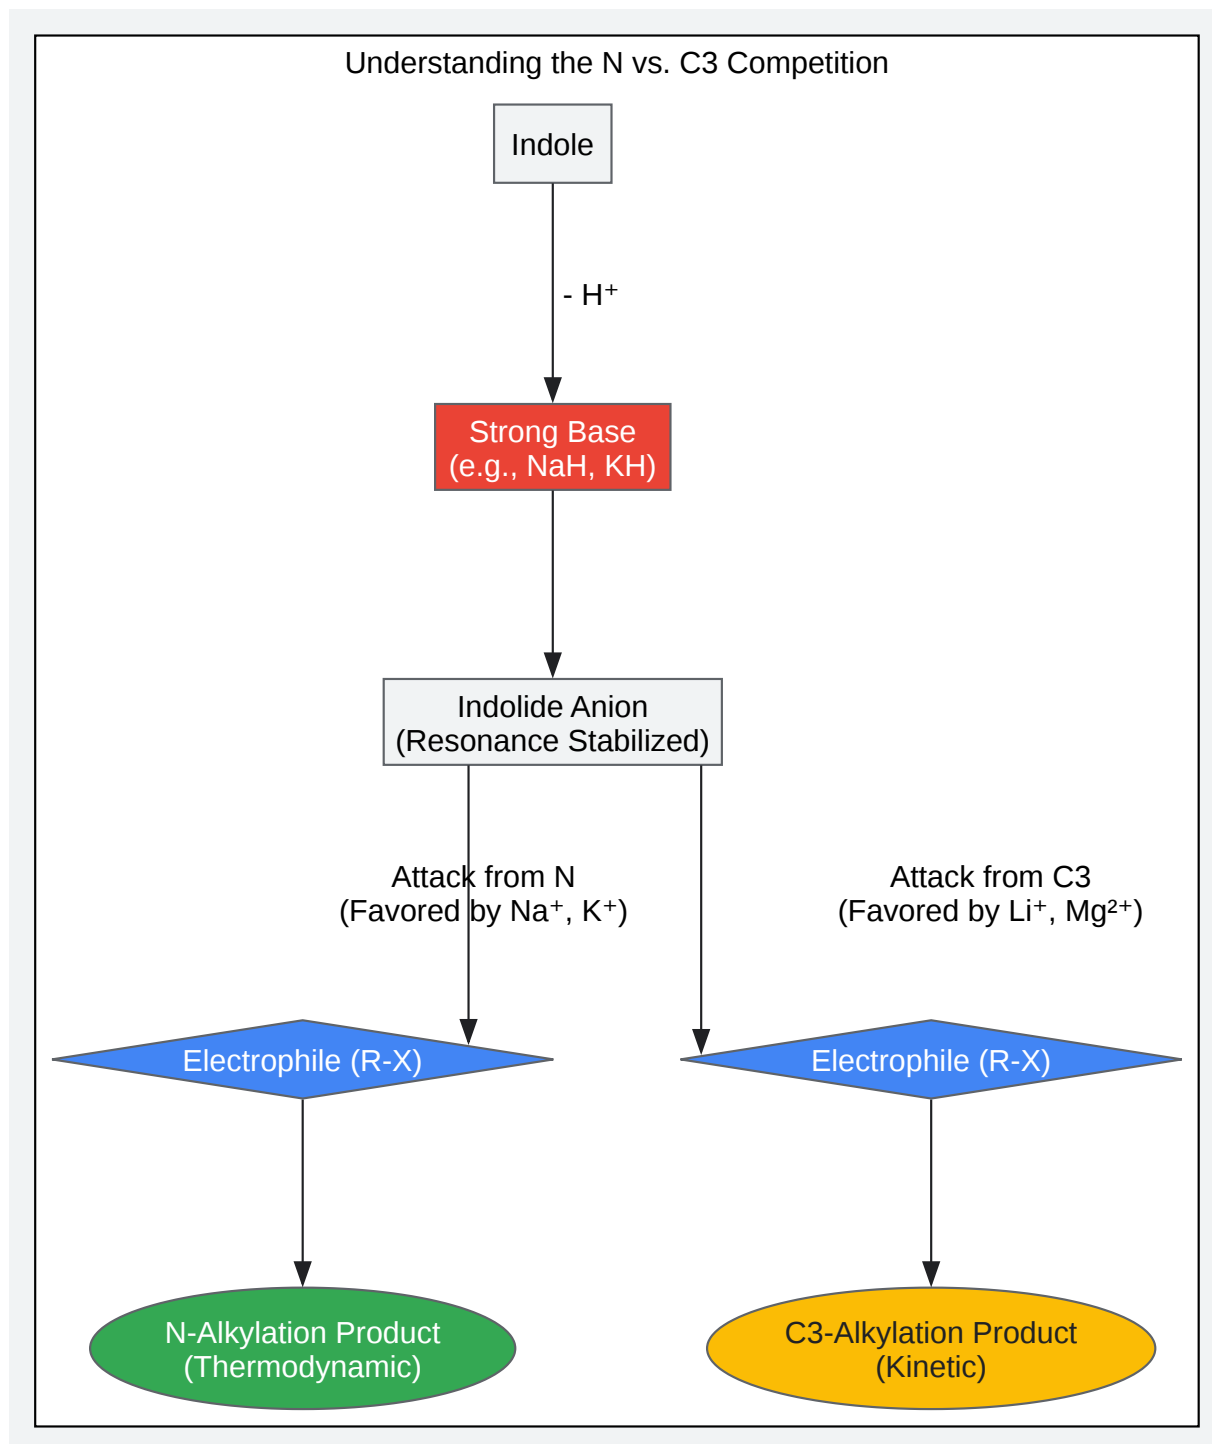 Understanding the N vs. C3 Competition
Indole
- H⁺
Strong Base
(e.g., NaH, KH)
Indolide Anion
(Resonance Stabilized)
Attack from N
(Favored by Na⁺, K⁺)
Attack from C3
(Favored by Li⁺, Mg²⁺)
Electrophile (R-X)
Electrophile (R-X)
N-Alkylation Product
(Thermodynamic)
C3-Alkylation Product
(Kinetic)